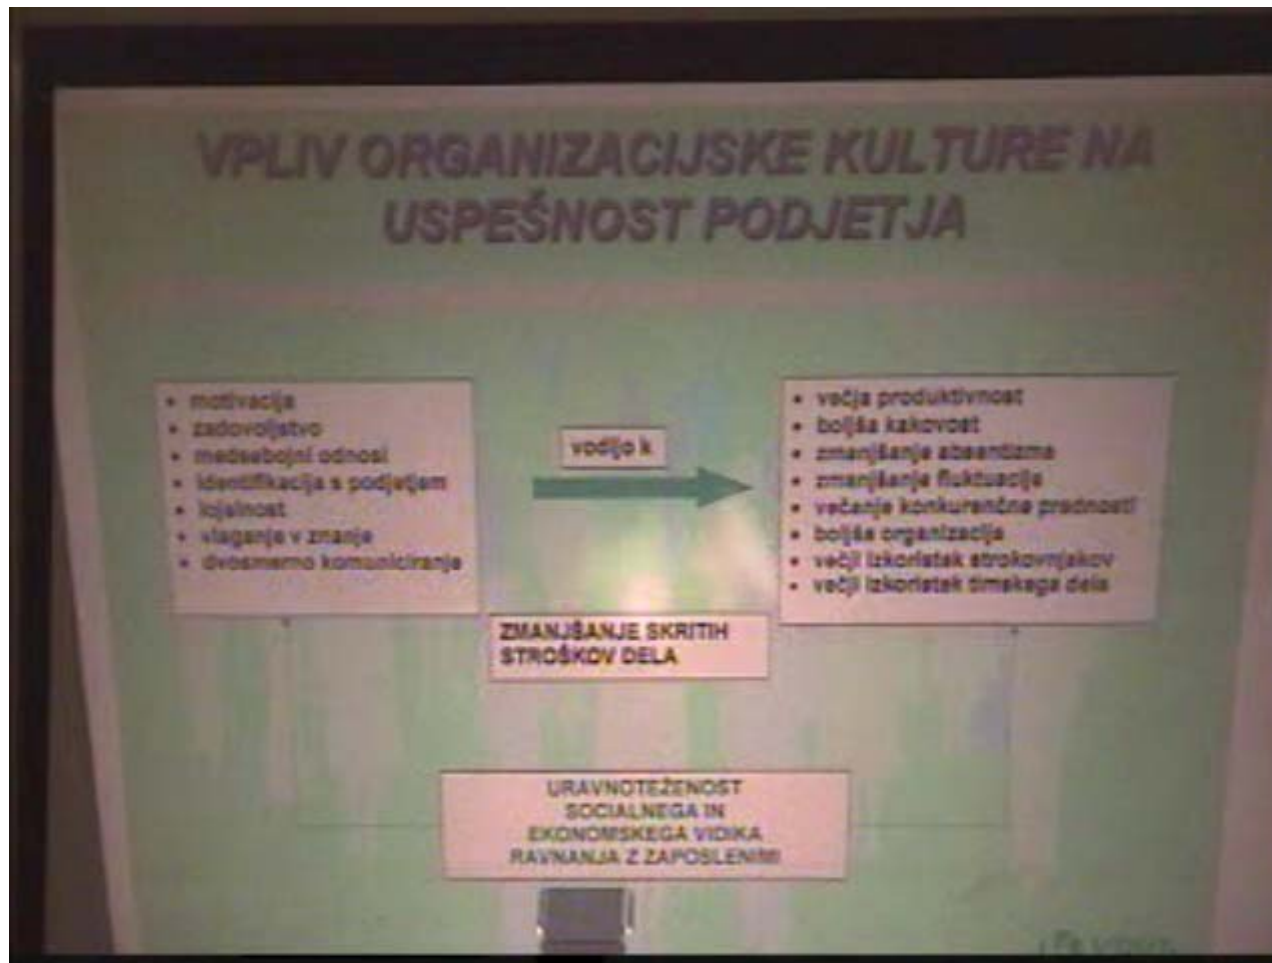 VPLIV ORGANIZACIJSKE KULTURE NA
USPEŠNOST PODJETJA
• motivacija
• zadovoljstvo
• medsebojni odnosi
• identifikacija s podjetjem
• lojalnost
• vlaganje v znanje
• dvosmerno komuniciranje
vodijo k
• večja produktivnost
• boljša kakovost
• zmanjšanje absentizma
• zmanjšanje fluktuacije
• večanje konkurenčne prednosti
• boljša organizacija
• večji izkoristek strokovnjakov
• večji izkoristek timskega dela
ZMANJŠANJE SKRITIH
STROŠKOV DELA
URAVNOTEŽENOST
SOCIALNEGA IN
EKONOMSKEGA VIDIKA
RAVNANJA Z ZAPOSLENIMI